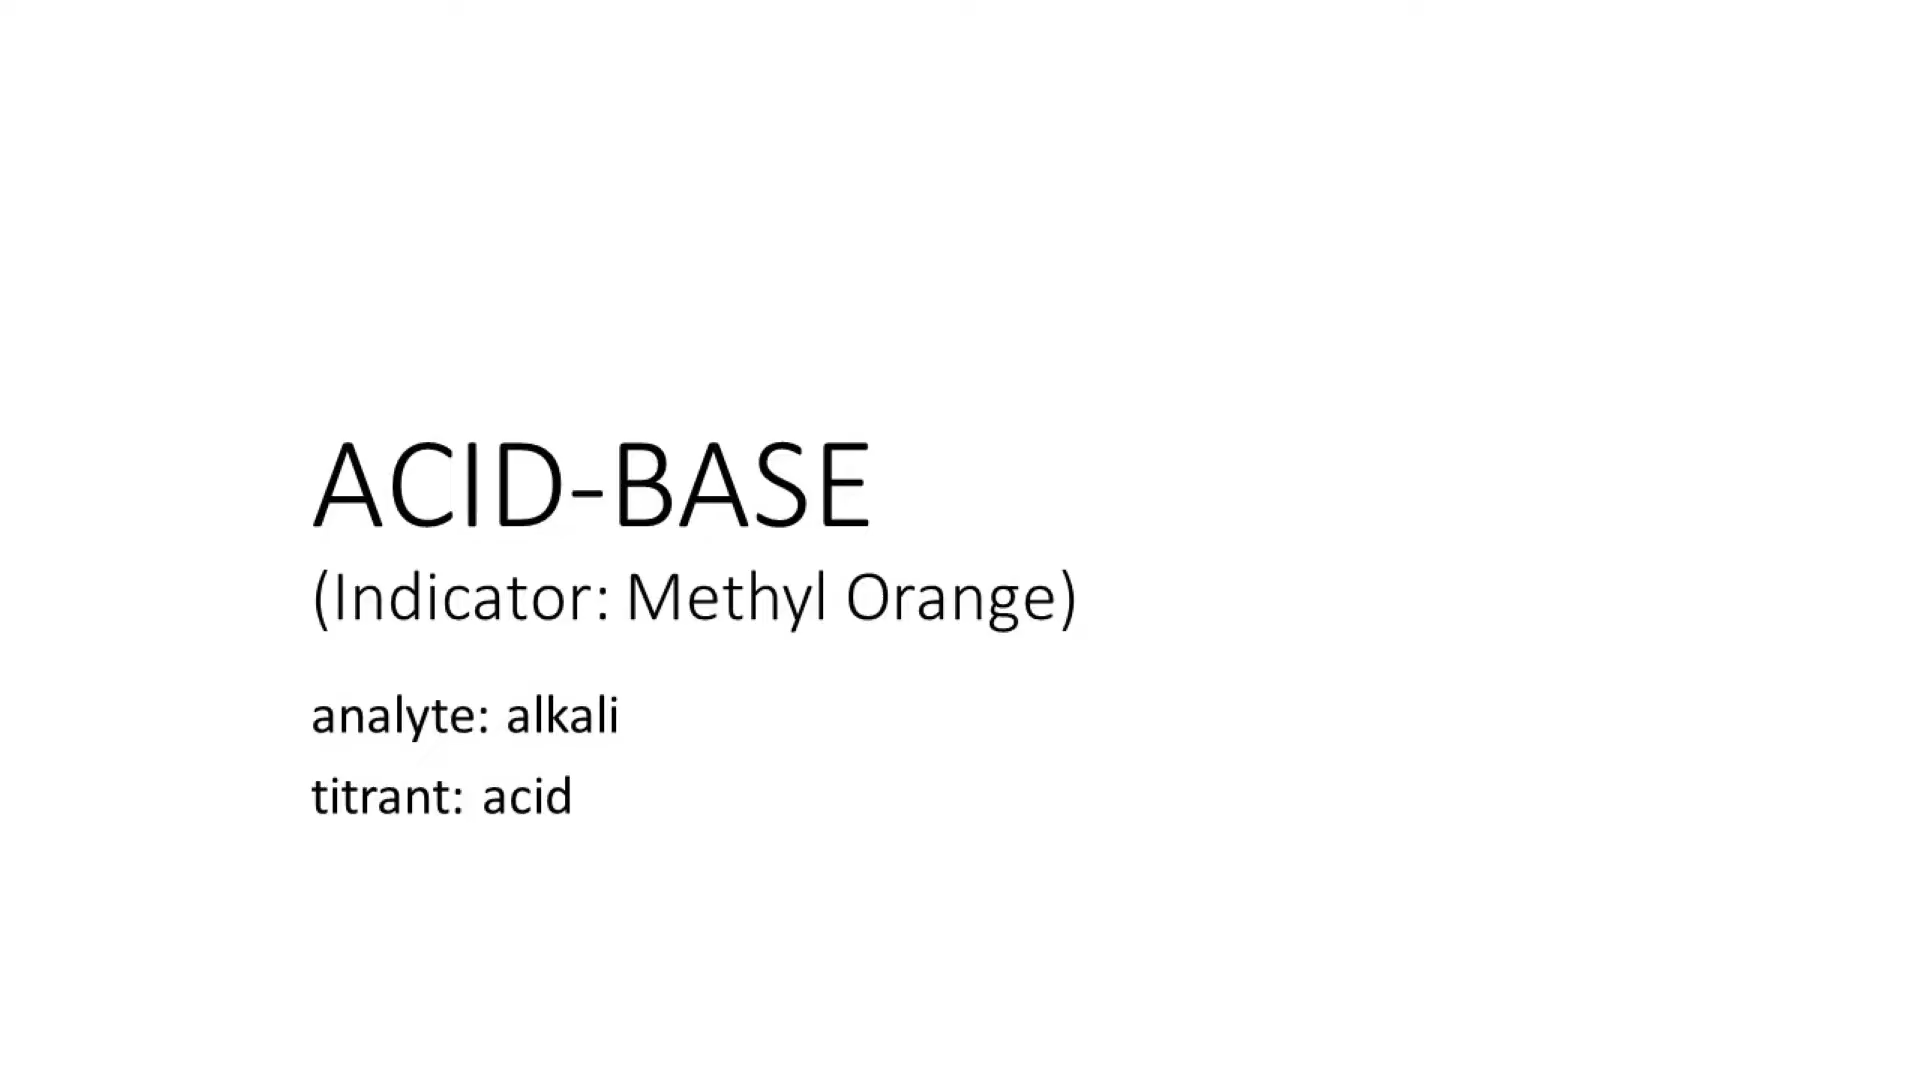 ACID-BASE
(Indicator: Methyl Orange)
analyte: alkali
titrant: acid